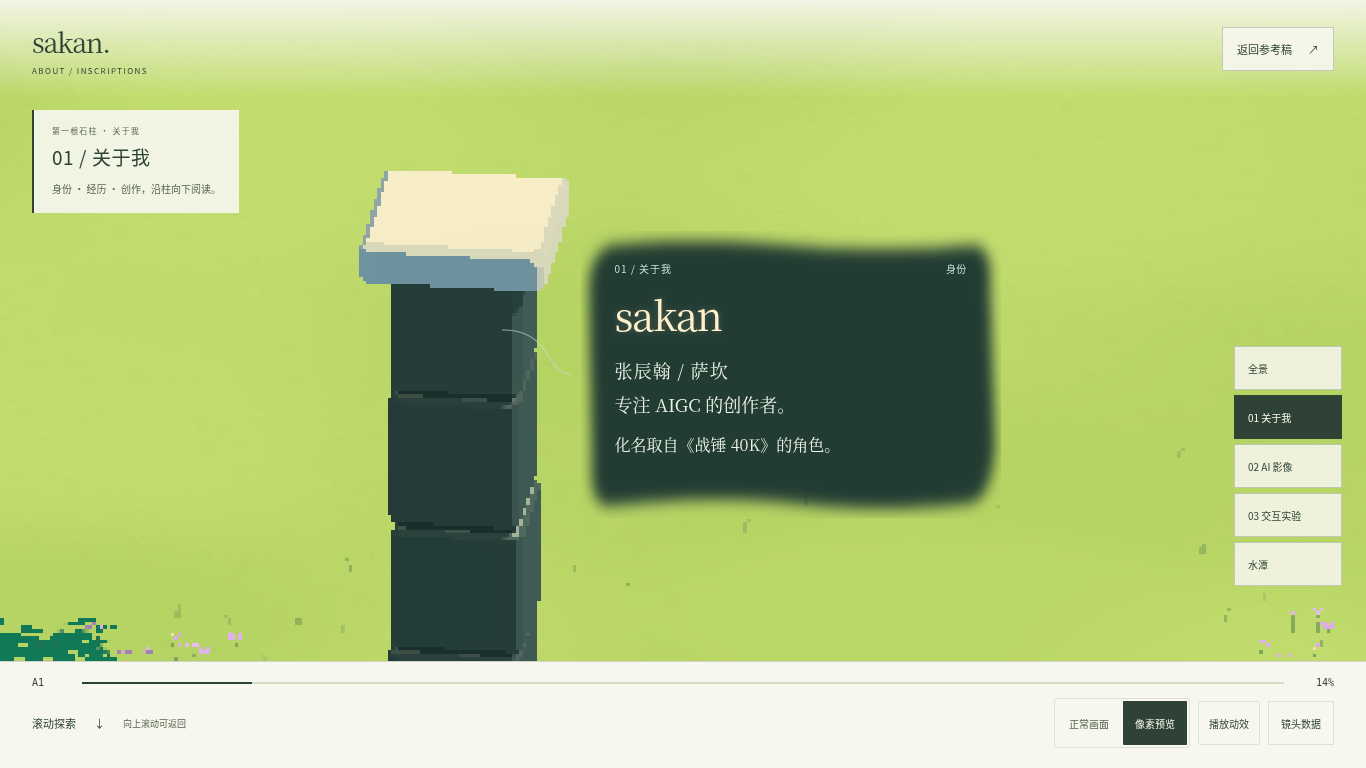 sakan.
ABOUT / INSCRIPTIONS
返回参考稿 ↗
第一根石柱 · 关于我
01 / 关于我
身份 · 经历 · 创作，沿柱向下阅读。
01 / 关于我
身份
sakan
张辰翰 / 萨坎
专注 AIGC 的创作者。
化名取自《战锤 40K》的角色。
全景
01 关于我
02 AI 影像
03 交互实验
水潭
A1
14%
滚动探索 ↓ 向上滚动可返回
正常画面
像素预览
播放动效
镜头数据